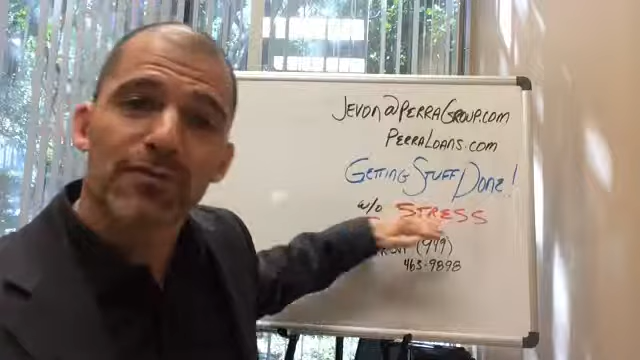 JEVON@PERRAGROUP.COM
PERRALOANS.COM
GETTING STUFF DONE!
w/o STRESS
(949)
463-9898